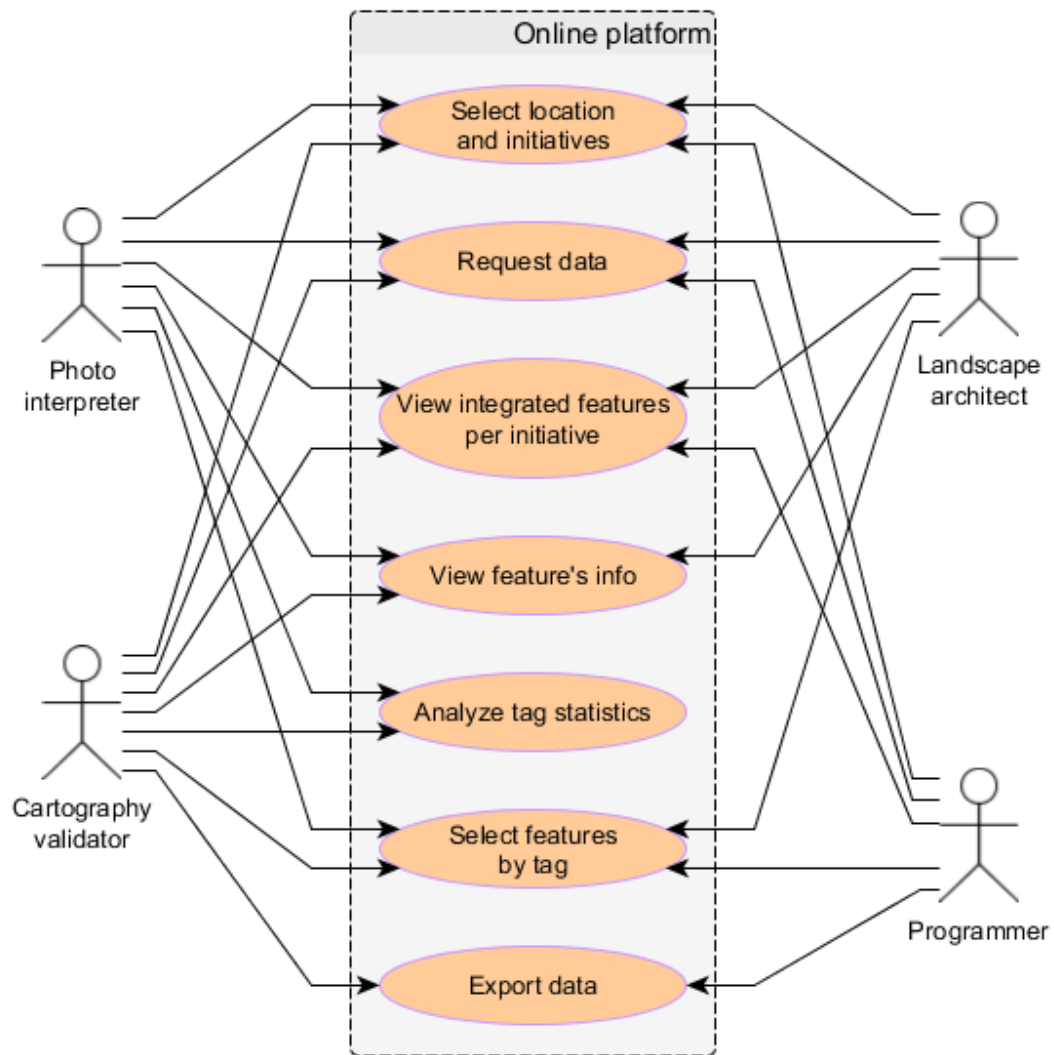 Online platform
Select location
and initiatives
Request data
Photo
interpreter
Landscape
architect
View integrated features
per initiative
View feature's info
Analyze tag statistics
Cartography
validator
Select features
by tag
Programmer
Export data